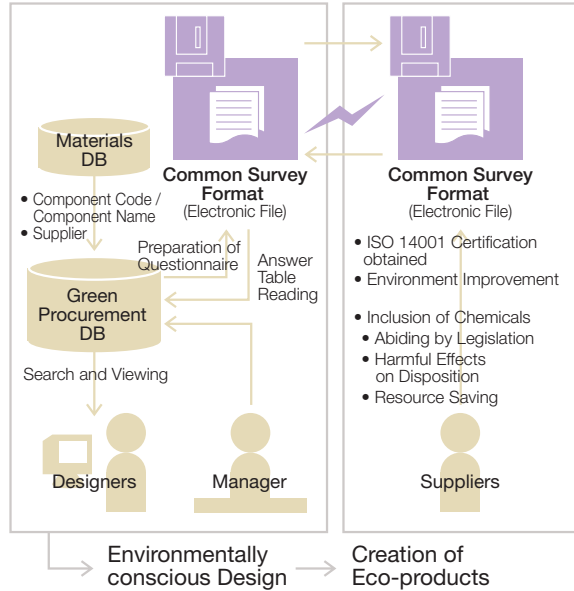 Materials
DB
• Component Code /
Component Name
• Supplier
Common Survey
Format
(Electronic File)
Preparation of
Questionnaire
Answer
Table
Reading
Green
Procurement
DB
Search and Viewing
Designers
Manager
Common Survey
Format
(Electronic File)
• ISO 14001 Certification
obtained
• Environment Improvement
• Inclusion of Chemicals
• Abiding by Legislation
• Harmful Effects
on Disposition
• Resource Saving
Suppliers
Environmentally
conscious Design
Creation of
Eco-products